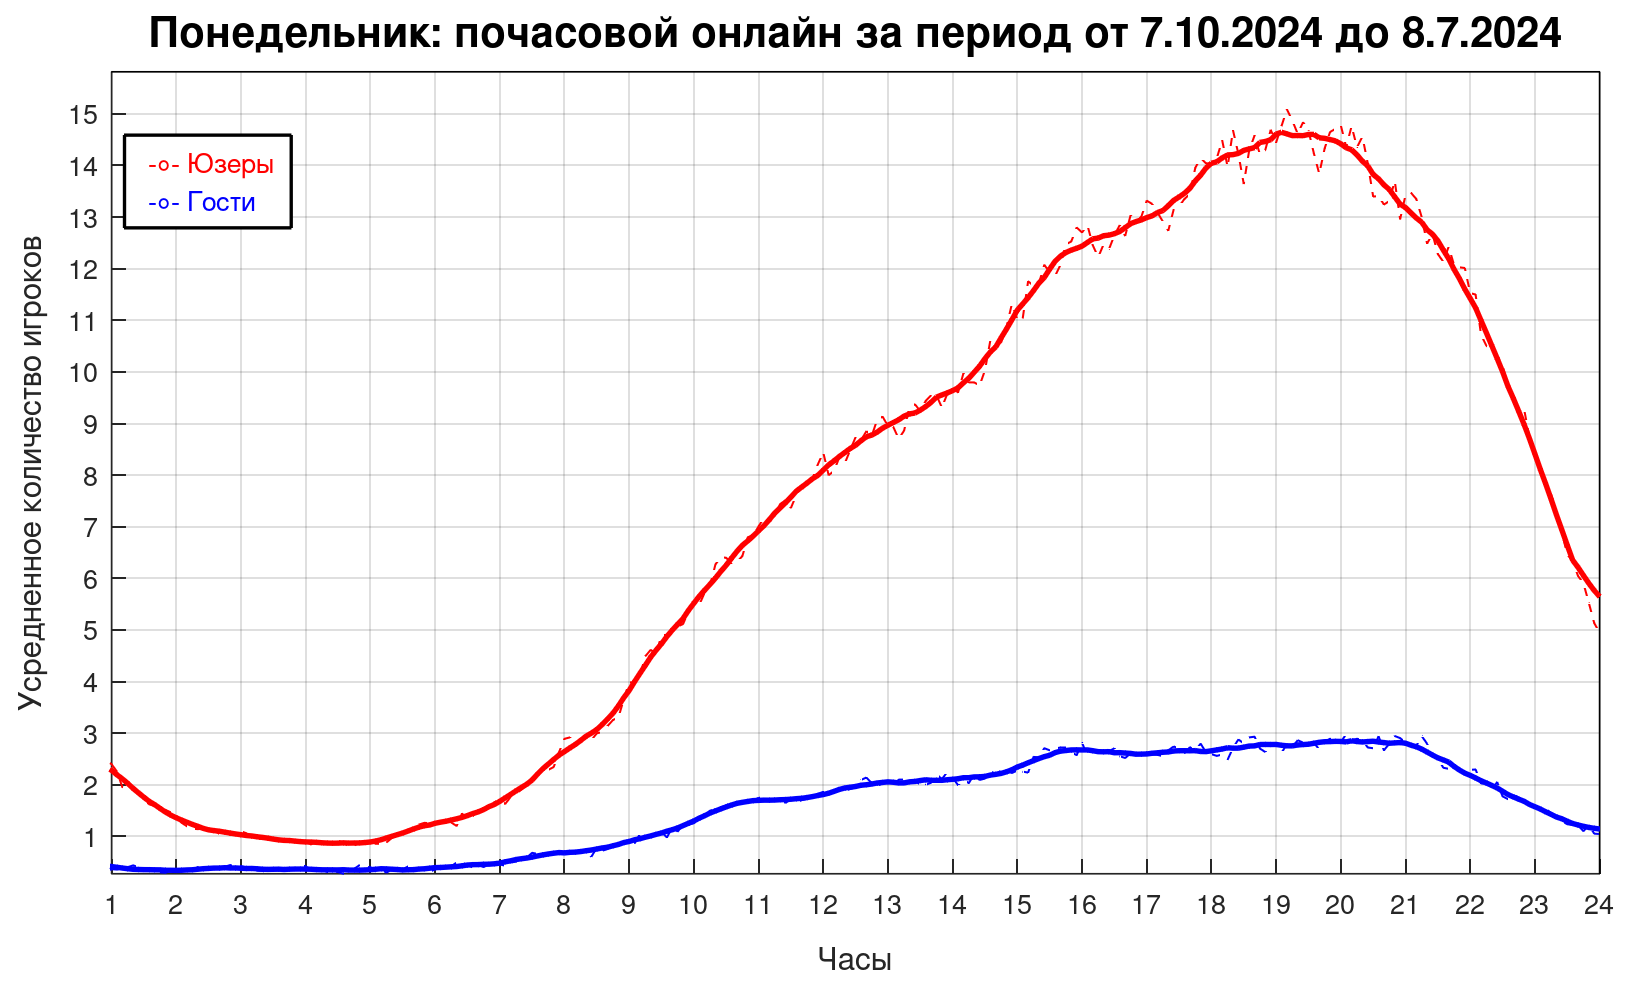 Понедельник: почасовой онлайн за период от 7.10.2024 до 8.7.2024
Усредненное количество игроков
15
14
13
12
11
10
9
8
7
6
5
4
3
2
1
-o- Юзеры
-o- Гости
1 2 3 4 5 6 7 8 9 10 11 12 13 14 15 16 17 18 19 20 21 22 23 24
Часы